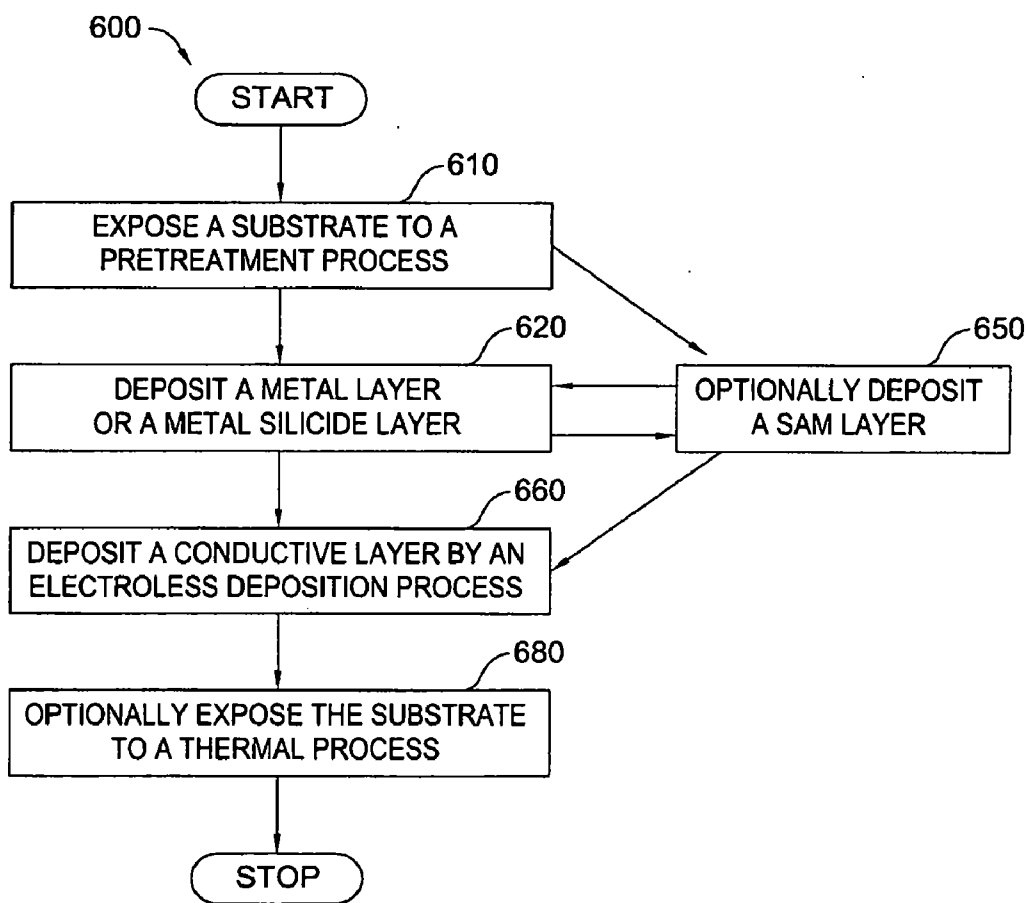 600
START
610
EXPOSE A SUBSTRATE TO A
PRETREATMENT PROCESS
620
DEPOSIT A METAL LAYER
OR A METAL SILICIDE LAYER
650
OPTIONALLY DEPOSIT
A SAM LAYER
660
DEPOSIT A CONDUCTIVE LAYER BY AN
ELECTROLESS DEPOSITION PROCESS
680
OPTIONALLY EXPOSE THE SUBSTRATE
TO A THERMAL PROCESS
STOP